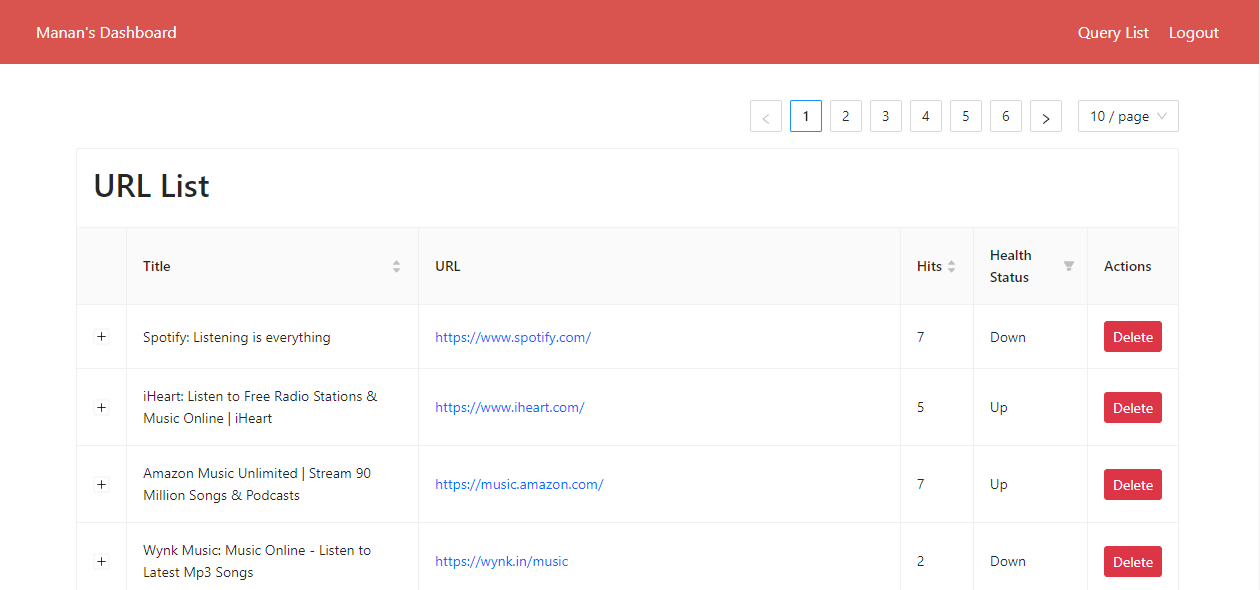 Manan's Dashboard Query List Logout
< 1 2 3 4 5 6 > 10 / page
URL List
Title URL Hits Health Status Actions
+ Spotify: Listening is everything https://www.spotify.com/ 7 Down Delete
+ iHeart: Listen to Free Radio Stations &
Music Online | iHeart https://www.iheart.com/ 5 Up Delete
+ Amazon Music Unlimited | Stream 90
Million Songs & Podcasts https://music.amazon.com/ 7 Up Delete
+ Wynk Music: Music Online - Listen to
Latest Mp3 Songs https://wynk.in/music 2 Down Delete